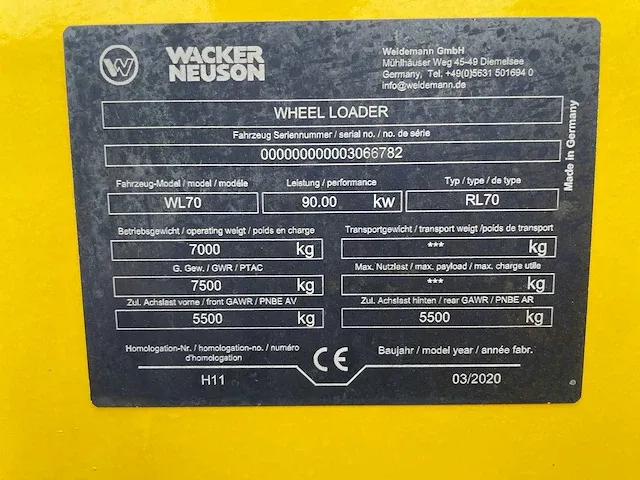 WACKER
NEUSON
Weidemann GmbH
Mühlhäuser Weg 45-49 Diemelsee
Germany, Tel. +49(0)5631 501694 0
info@weidemann.de
WHEEL LOADER
Fahrzeug Seriennummer / serial no. / no. de série
000000000003066782
Made in Germany
Fahrzeug-Model / model / modéle Leistung / performance Typ / type / de type
WL70 90.00 kw RL70
Betriebsgewicht / operating weigt / poids en charge Transportgewicht / transport weigt /poids de transport
7000 kg *** kg
G. Gew. / GWR / PTAC Max. Nutzlast / max. payload / max. charge utile
7500 kg *** kg
Zul. Achslast vorne / front GAWR / PNBE AV Zul. Achslast hinten / rear GAWR / PNBE AR
5500 kg 5500 kg
Homologation-Nr. / homologation-no. / numéro
d'homologation
CE
Baujahr / model year / année fabr.
H11 03/2020